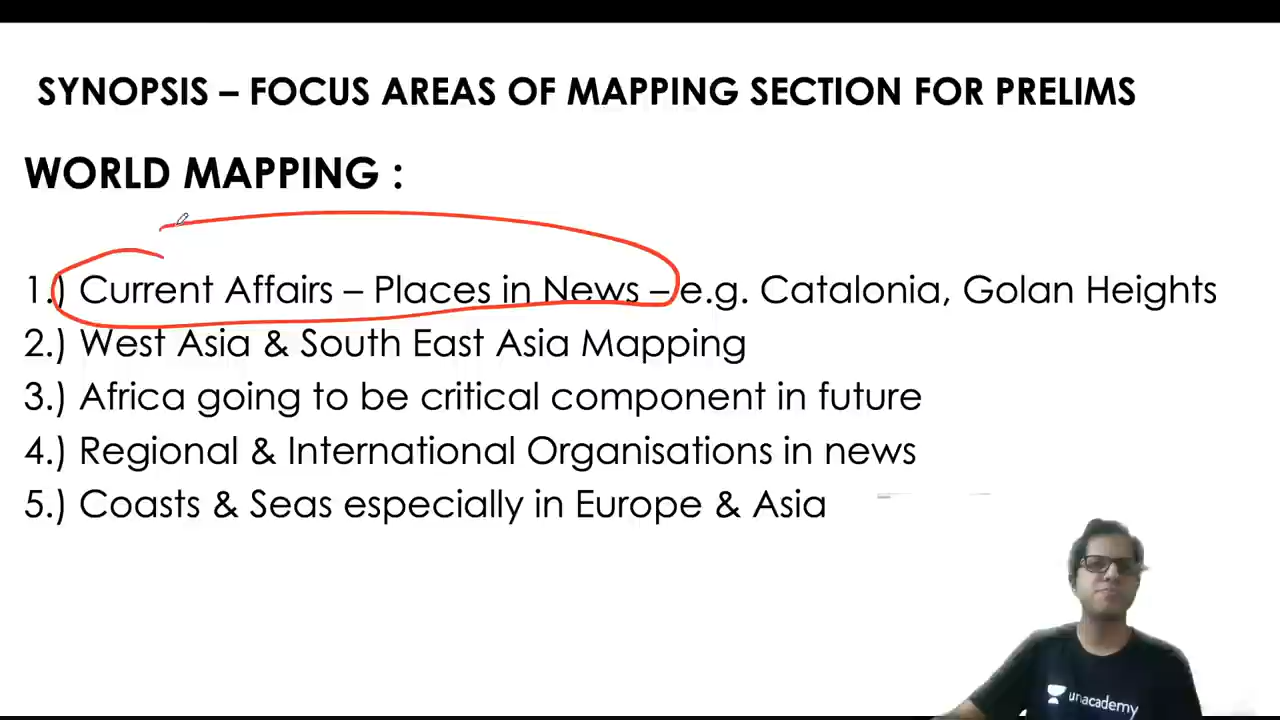 SYNOPSIS – FOCUS AREAS OF MAPPING SECTION FOR PRELIMS
WORLD MAPPING :
1.) Current Affairs – Places in News – e.g. Catalonia, Golan Heights
2.) West Asia & South East Asia Mapping
3.) Africa going to be critical component in future
4.) Regional & International Organisations in news
5.) Coasts & Seas especially in Europe & Asia
unacademy